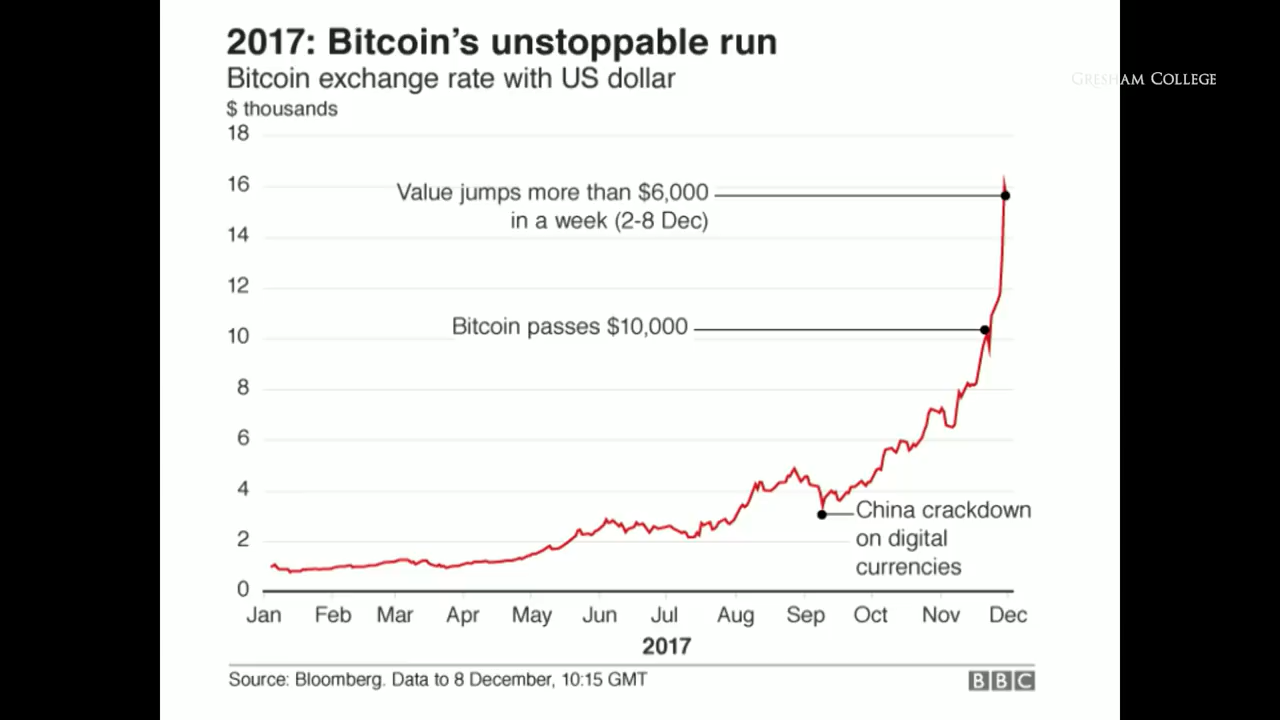 2017: Bitcoin's unstoppable run
GRESHAM COLLEGE
Bitcoin exchange rate with US dollar
$ thousands
18
16
Value jumps more than $6,000
in a week (2-8 Dec)
14
12
Bitcoin passes $10,000
10
8
6
4
China crackdown
on digital
currencies
2
0
Jan Feb Mar Apr May Jun Jul Aug Sep Oct Nov Dec
2017
Source: Bloomberg. Data to 8 December, 10:15 GMT
BBC